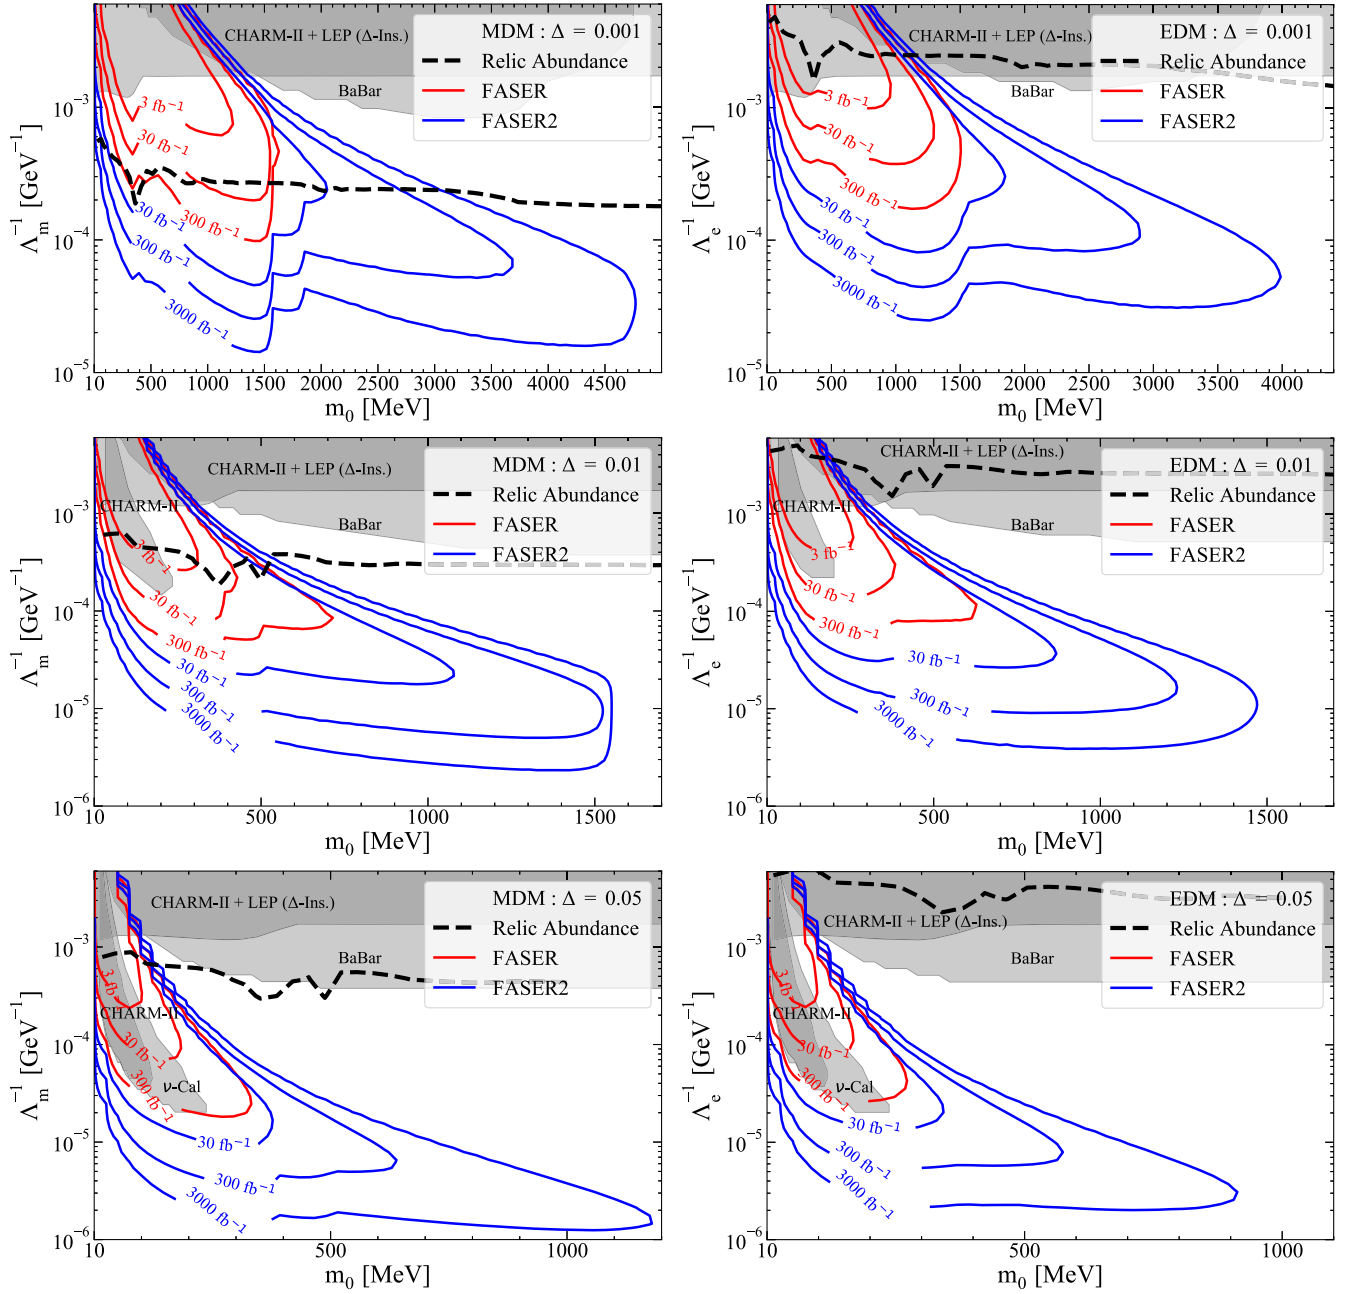 CHARM-II + LEP (Δ-Ins.)
MDM : Δ = 0.001
Relic Abundance
FASER
FASER2
BaBar
3 fb⁻¹
30 fb⁻¹
300 fb⁻¹
30 fb⁻¹
300 fb⁻¹
3000 fb⁻¹
10⁻³
10⁻⁴
10⁻⁵
Λₘ⁻¹ [GeV⁻¹]
10 500 1000 1500 2000 2500 3000 3500 4000 4500
m₀ [MeV]
CHARM-II + LEP (Δ-Ins.)
EDM : Δ = 0.001
Relic Abundance
FASER
FASER2
BaBar
3 fb⁻¹
30 fb⁻¹
300 fb⁻¹
30 fb⁻¹
300 fb⁻¹
3000 fb⁻¹
10⁻³
10⁻⁴
10⁻⁵
Λₑ⁻¹ [GeV⁻¹]
10 500 1000 1500 2000 2500 3000 3500 4000
m₀ [MeV]
CHARM-II + LEP (Δ-Ins.)
MDM : Δ = 0.01
Relic Abundance
FASER
FASER2
CHARM-II
BaBar
3 fb⁻¹
30 fb⁻¹
300 fb⁻¹
30 fb⁻¹
300 fb⁻¹
3000 fb⁻¹
10⁻³
10⁻⁴
10⁻⁵
10⁻⁶
Λₘ⁻¹ [GeV⁻¹]
10 500 1000 1500
m₀ [MeV]
CHARM-II + LEP (Δ-Ins.)
EDM : Δ = 0.01
Relic Abundance
FASER
FASER2
CHARM-II
BaBar
3 fb⁻¹
30 fb⁻¹
300 fb⁻¹
30 fb⁻¹
300 fb⁻¹
3000 fb⁻¹
10⁻³
10⁻⁴
10⁻⁵
10⁻⁶
Λₑ⁻¹ [GeV⁻¹]
10 500 1000 1500
m₀ [MeV]
CHARM-II + LEP (Δ-Ins.)
MDM : Δ = 0.05
Relic Abundance
FASER
FASER2
BaBar
3 fb⁻¹
CHARM-II
30 fb⁻¹
300 fb⁻¹
ν-Cal
30 fb⁻¹
300 fb⁻¹
3000 fb⁻¹
10⁻³
10⁻⁴
10⁻⁵
10⁻⁶
Λₘ⁻¹ [GeV⁻¹]
10 500 1000
m₀ [MeV]
CHARM-II + LEP (Δ-Ins.)
EDM : Δ = 0.05
Relic Abundance
FASER
FASER2
BaBar
3 fb⁻¹
CHARM-II
30 fb⁻¹
300 fb⁻¹
ν-Cal
30 fb⁻¹
300 fb⁻¹
3000 fb⁻¹
10⁻³
10⁻⁴
10⁻⁵
10⁻⁶
Λₑ⁻¹ [GeV⁻¹]
10 500 1000
m₀ [MeV]